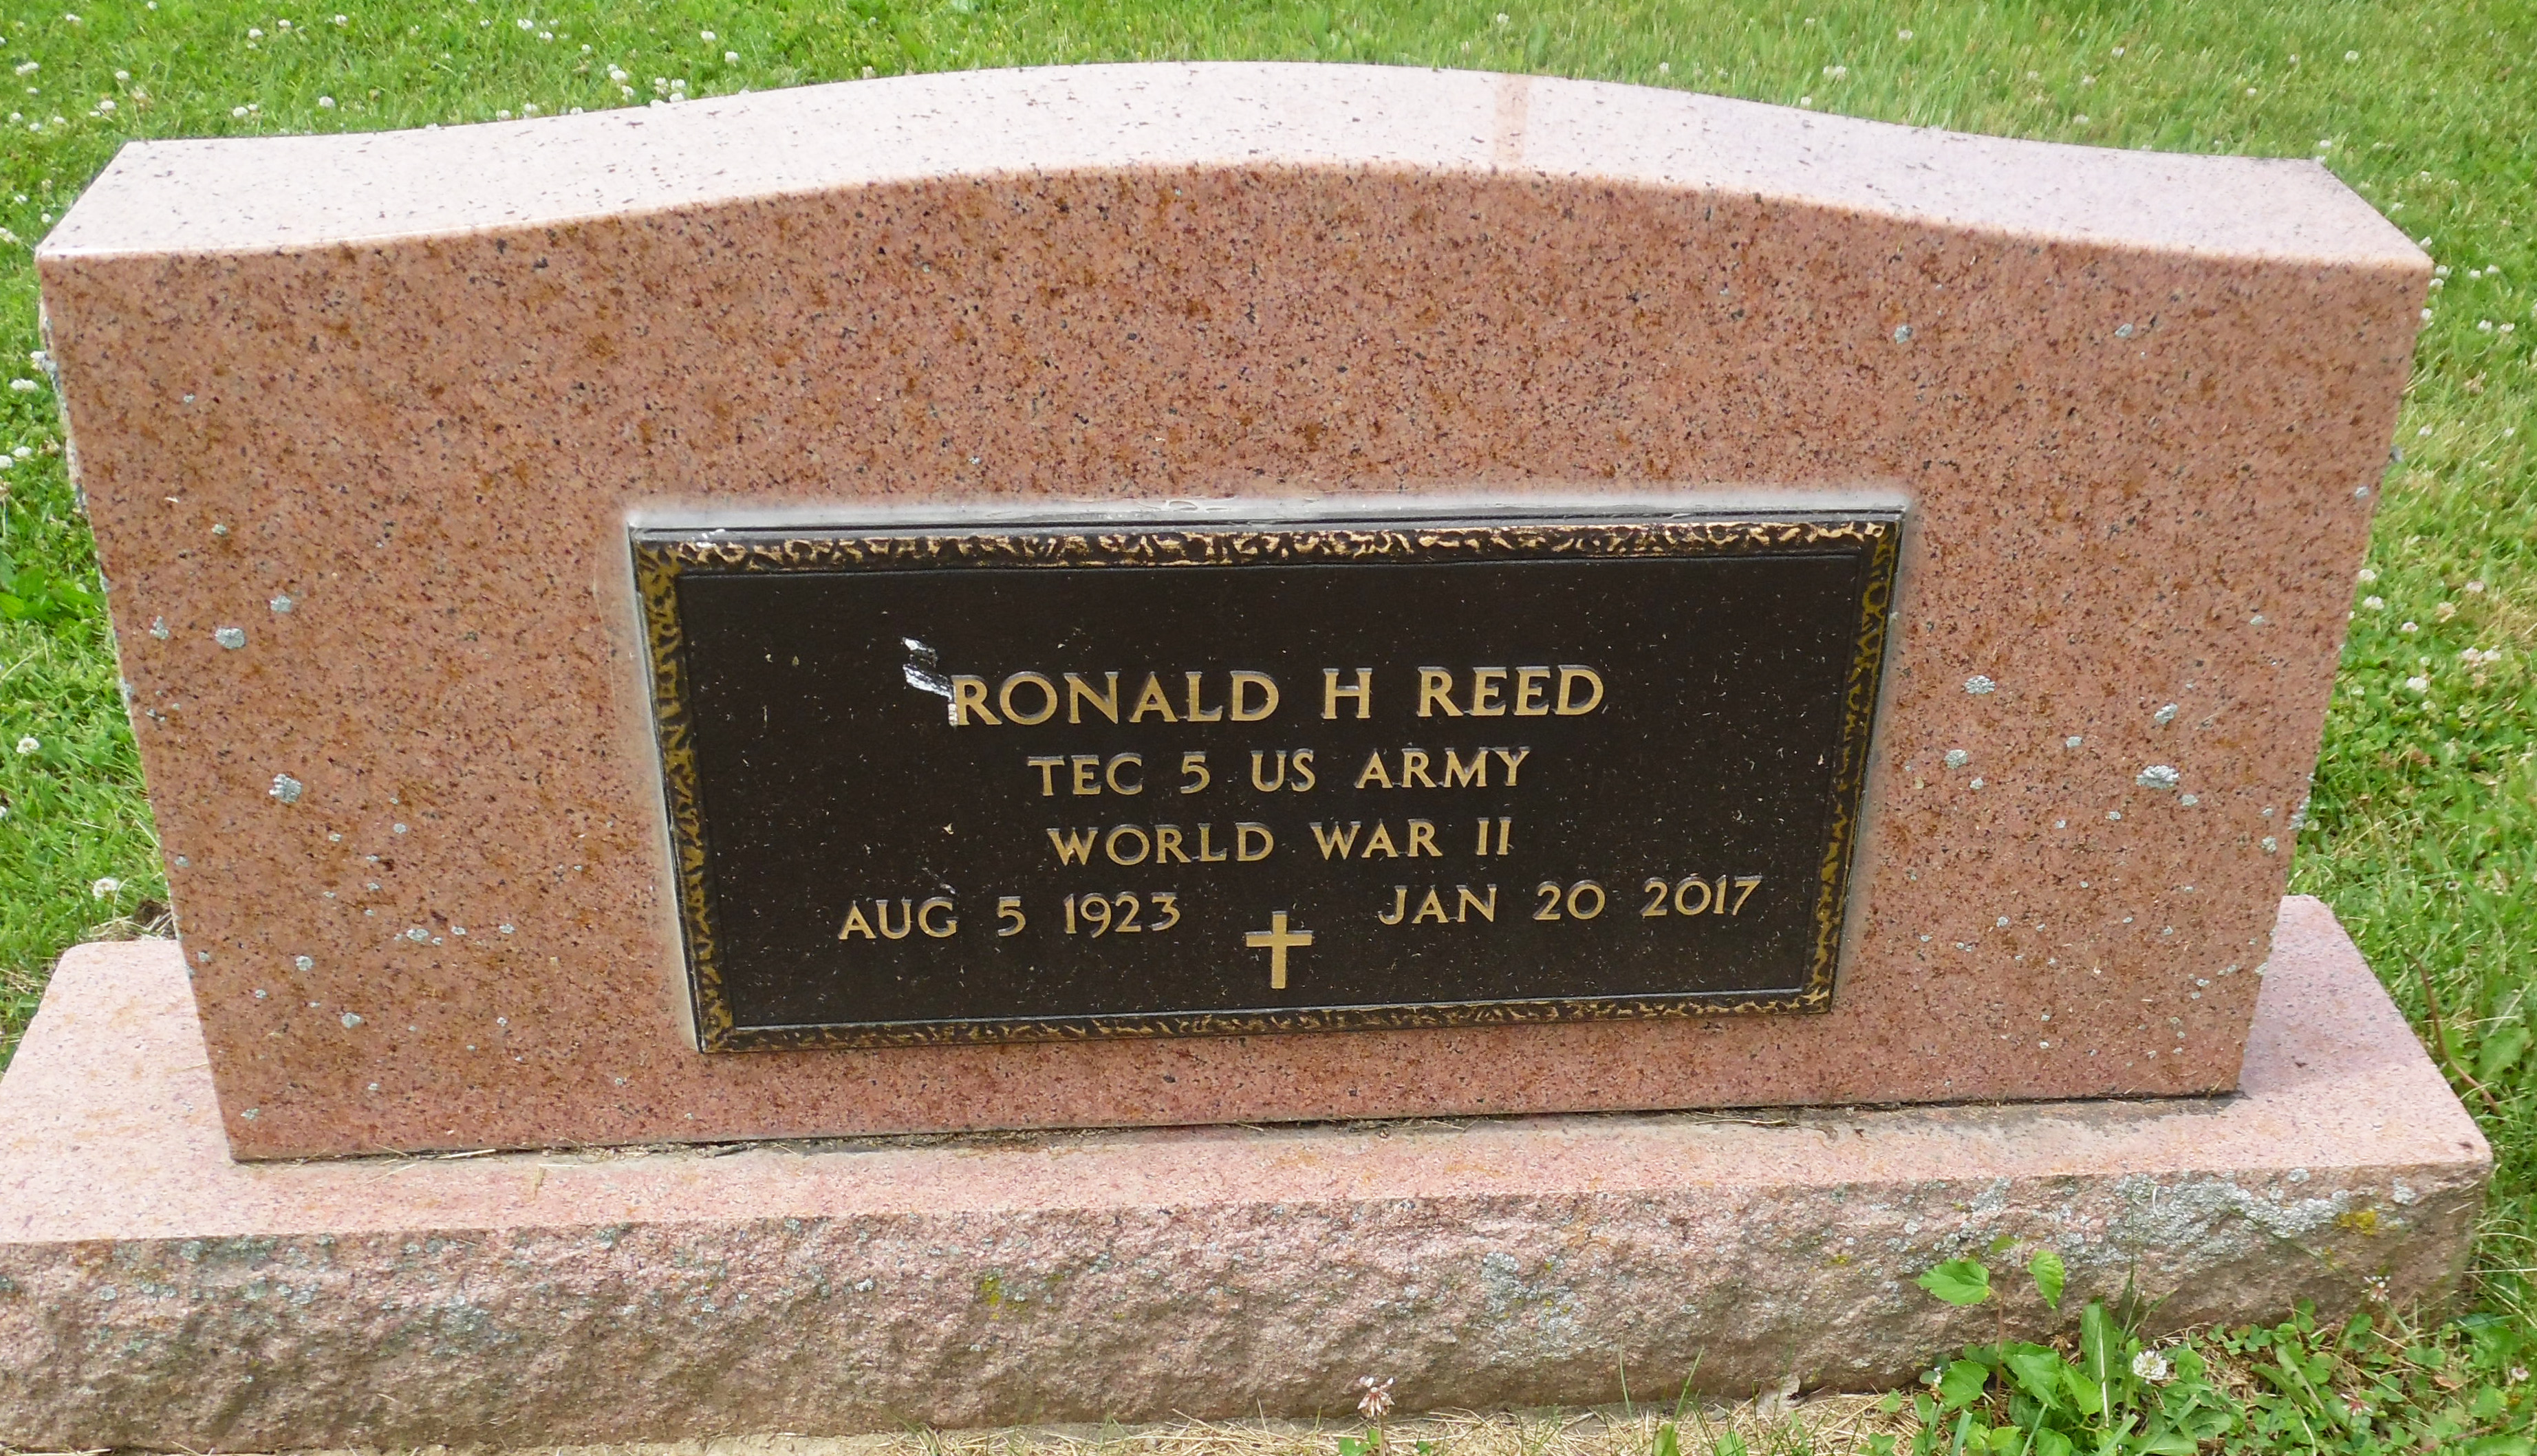 RONALD H REED
TEC 5 US ARMY
WORLD WAR II
AUG 5 1923 JAN 20 2017